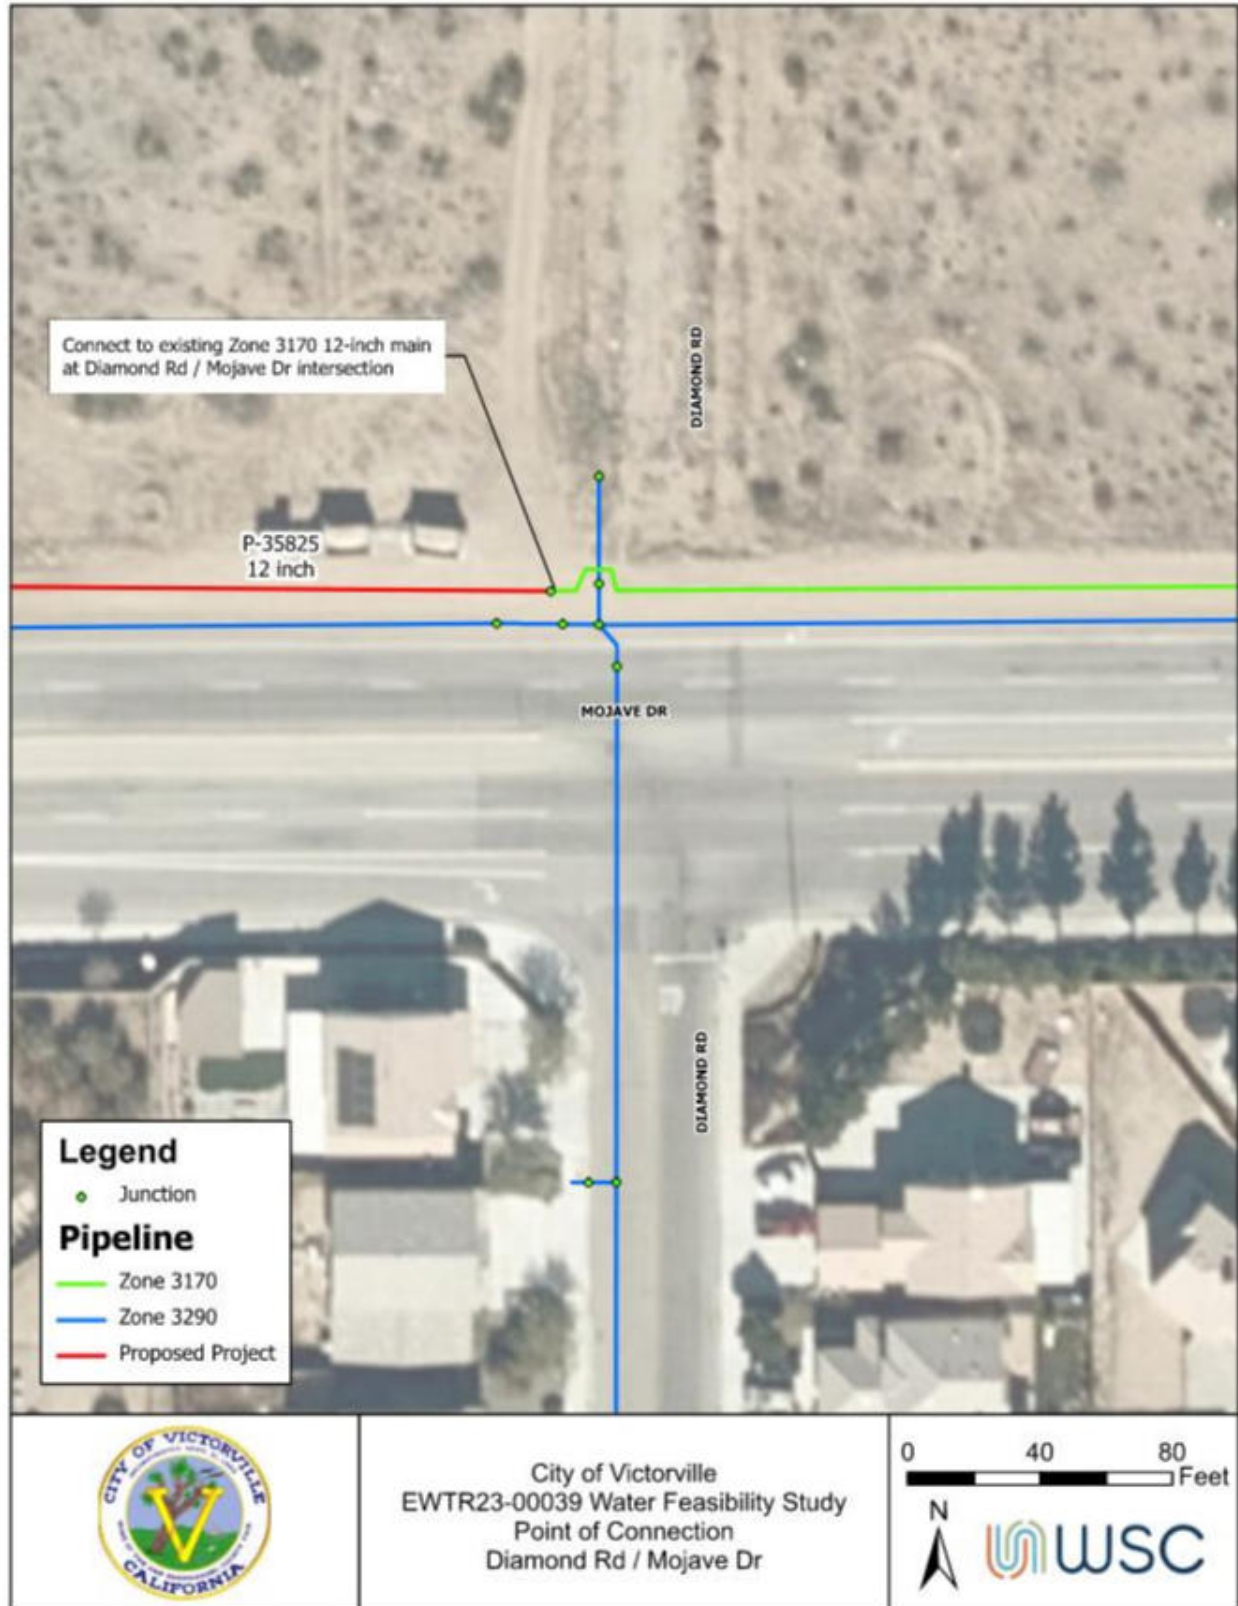 Connect to existing Zone 3170 12-inch main
at Diamond Rd / Mojave Dr intersection
DIAMOND RD
P-35825
12 inch
MOJAVE DR
DIAMOND RD
Legend
Junction
Pipeline
Zone 3170
Zone 3290
Proposed Project
CITY OF VICTORVILLE
CALIFORNIA
V
City of Victorville
EWTR23-00039 Water Feasibility Study
Point of Connection
Diamond Rd / Mojave Dr
0 40 80
Feet
N
WSC